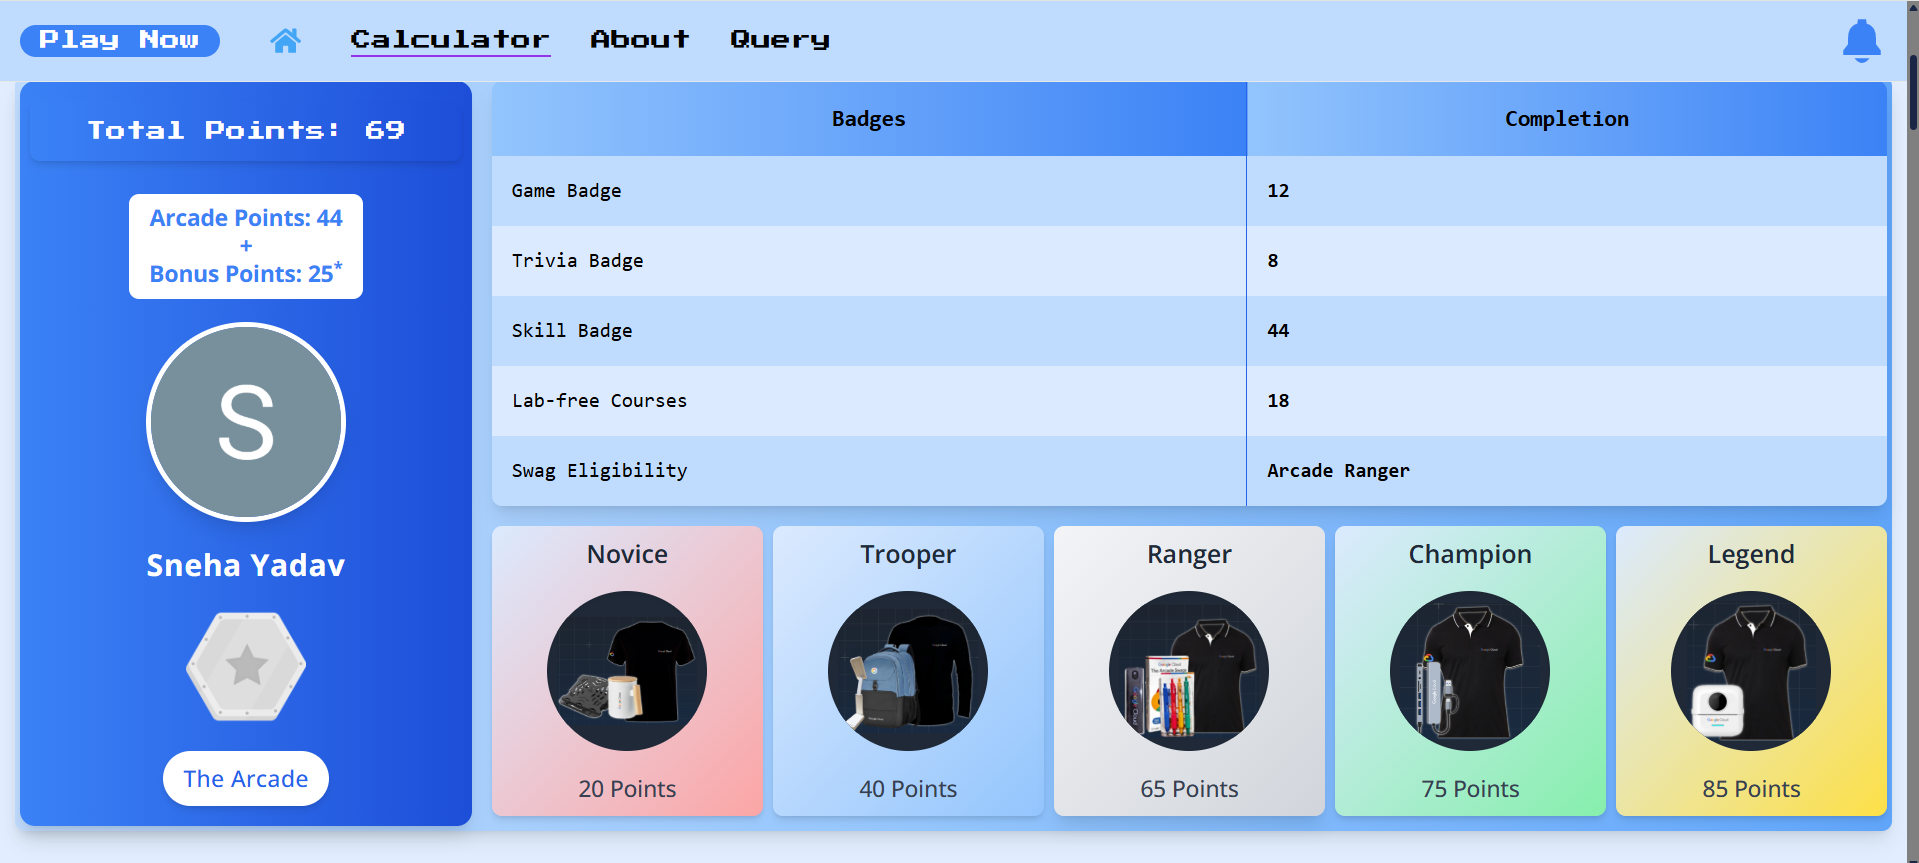 Play Now
Calculator
About
Query
Total Points: 69
Arcade Points: 44
+
Bonus Points: 25*
S
Sneha Yadav
The Arcade
Badges
Completion
Game Badge
12
Trivia Badge
8
Skill Badge
44
Lab-free Courses
18
Swag Eligibility
Arcade Ranger
Novice
20 Points
Trooper
40 Points
Ranger
65 Points
Champion
75 Points
Legend
85 Points